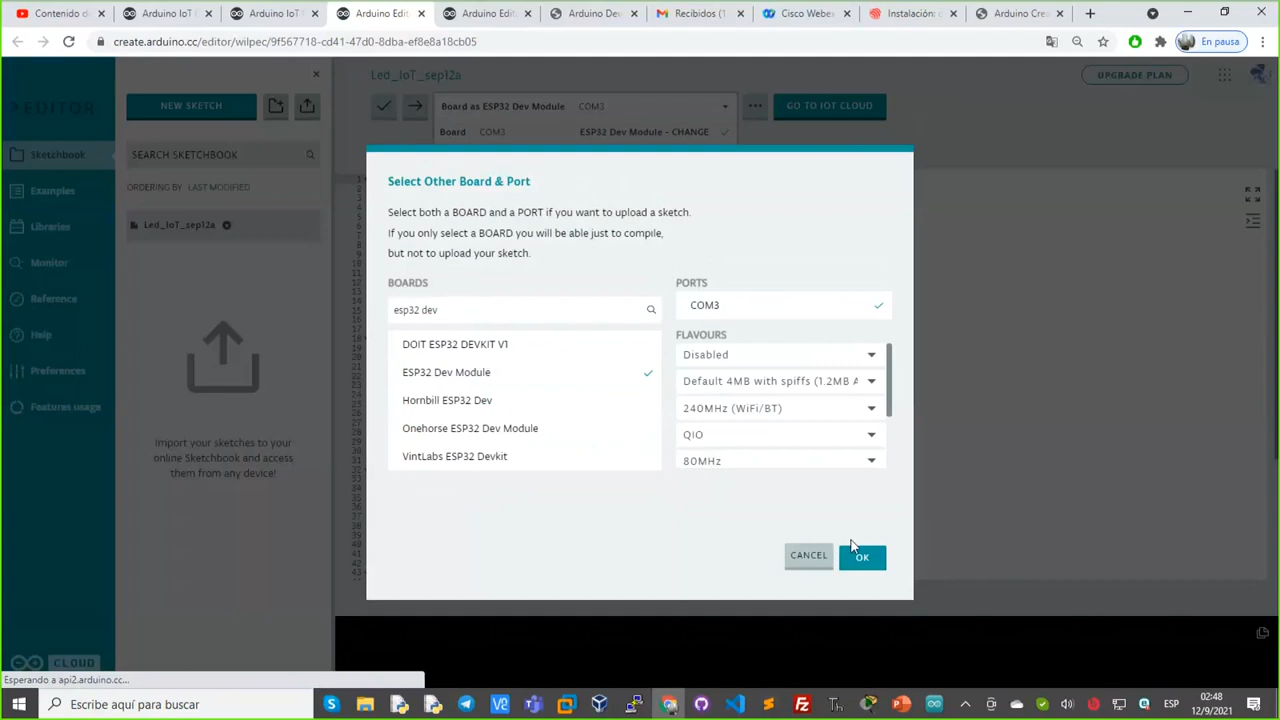 Contenido de
Arduino IoT C
Arduino IoT F
Arduino Edit
Arduino Edit
Arduino De
Recibidos (1
Cisco Webex
Instalación:
Arduino Cre
create.arduino.cc/editor/wilpec/9f567718-cd41-47d0-8dba-ef8e8a18cb05
En pausa
EDITOR
NEW SKETCH
Sketchbook
SEARCH SKETCHBOOK
ORDERING BY LAST MODIFIED
Examples
Led_IoT_sep12a
Libraries
Monitor
Reference
Help
Preferences
Features usage
Import your sketches to your
online Sketchbook and access
them from any device!
CLOUD
Esperando a api2.arduino.cc...
Led_IoT_sep12a
UPGRADE PLAN
Board as ESP32 Dev Module COM3
GO TO IOT CLOUD
Board COM3 ESP32 Dev Module - CHANGE
Select Other Board & Port
Select both a BOARD and a PORT if you want to upload a sketch.
If you only select a BOARD you will be able just to compile,
but not to upload your sketch.
BOARDS
esp32 dev
DOIT ESP32 DEVKIT V1
ESP32 Dev Module
Hornbill ESP32 Dev
Onehorse ESP32 Dev Module
VintLabs ESP32 Devkit
PORTS
COM3
FLAVOURS
Disabled
Default 4MB with spiffs (1.2MB A
240MHz (WiFi/BT)
QIO
80MHz
CANCEL
OK
Escribe aquí para buscar
ESP
02:48
12/9/2021